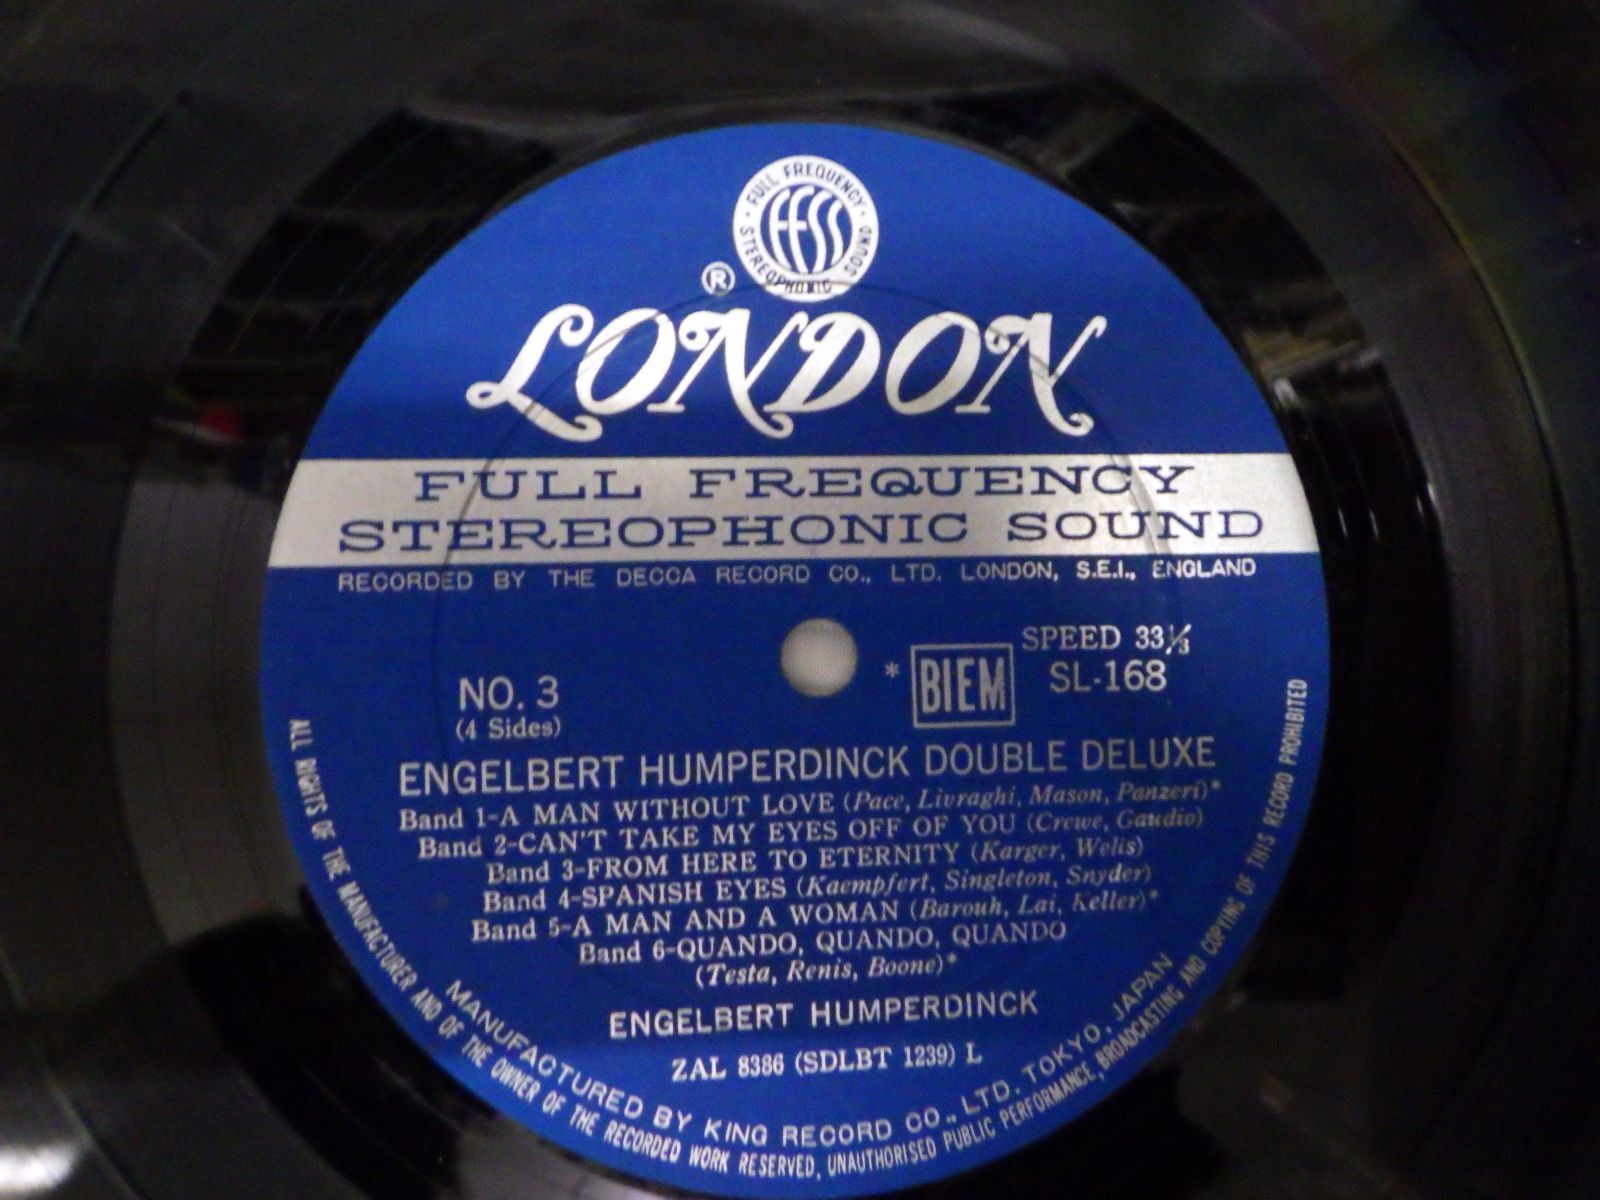 FULL FREQUENCY
FFSS
STEREOPHONIC SOUND
®
LONDON
FULL FREQUENCY
STEREOPHONIC SOUND
RECORDED BY THE DECCA RECORD CO., LTD. LONDON, S.E.I., ENGLAND
SPEED 33⅓
* BIEM
SL-168
NO. 3
(4 Sides)
ENGELBERT HUMPERDINCK DOUBLE DELUXE
Band 1-A MAN WITHOUT LOVE (Pace, Livraghi, Mason, Panzeri)*
Band 2-CAN'T TAKE MY EYES OFF OF YOU (Crewe, Gaudio)
Band 3-FROM HERE TO ETERNITY (Karger, Wells)
Band 4-SPANISH EYES (Kaempfert, Singleton, Snyder)
Band 5-A MAN AND A WOMAN (Barouh, Lai, Keller)*
Band 6-QUANDO, QUANDO, QUANDO
(Testa, Renis, Boone)*
ENGELBERT HUMPERDINCK
ZAL 8386 (SDLBT 1239) L
MANUFACTURED BY KING RECORD CO., LTD. TOKYO, JAPAN
ALL RIGHTS OF THE MANUFACTURER AND OF THE OWNER OF THE RECORDED WORK RESERVED, UNAUTHORISED PUBLIC PERFORMANCE, BROADCASTING AND COPYING OF THIS RECORD PROHIBITED